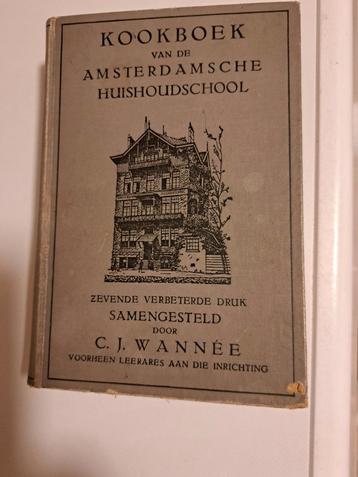 KOOKBOEK
VAN DE
AMSTERDAMSCHE
HUISHOUDSCHOOL
ZEVENDE VERBETERDE DRUK
SAMENGESTELD
DOOR
C. J. WANNÉE
VOORHEEN LEERARES AAN DIE INRICHTING